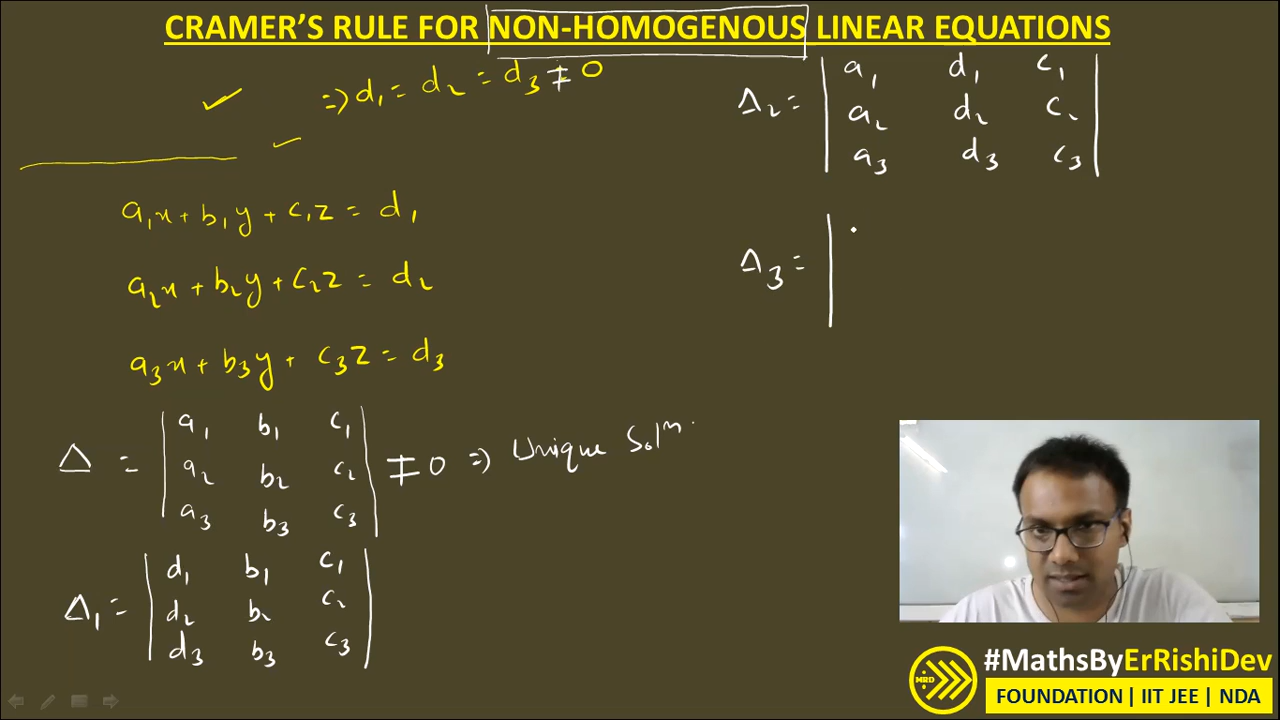 CRAMER'S RULE FOR NON-HOMOGENOUS LINEAR EQUATIONS
⇒ d₁ = d₂ = d₃ ≠ 0
a₁x + b₁y + c₁z = d₁
a₂x + b₂y + c₂z = d₂
a₃x + b₃y + c₃z = d₃
Δ = | a₁ b₁ c₁ |
| a₂ b₂ c₂ | ≠ 0 ⇒ Unique Solⁿ.
| a₃ b₃ c₃ |
Δ₁ = | d₁ b₁ c₁ |
| d₂ b₂ c₂ |
| d₃ b₃ c₃ |
Δ₂ = | a₁ d₁ c₁ |
| a₂ d₂ c₂ |
| a₃ d₃ c₃ |
Δ₃ = |
MRD
#MathsByErRishiDev
FOUNDATION | IIT JEE | NDA